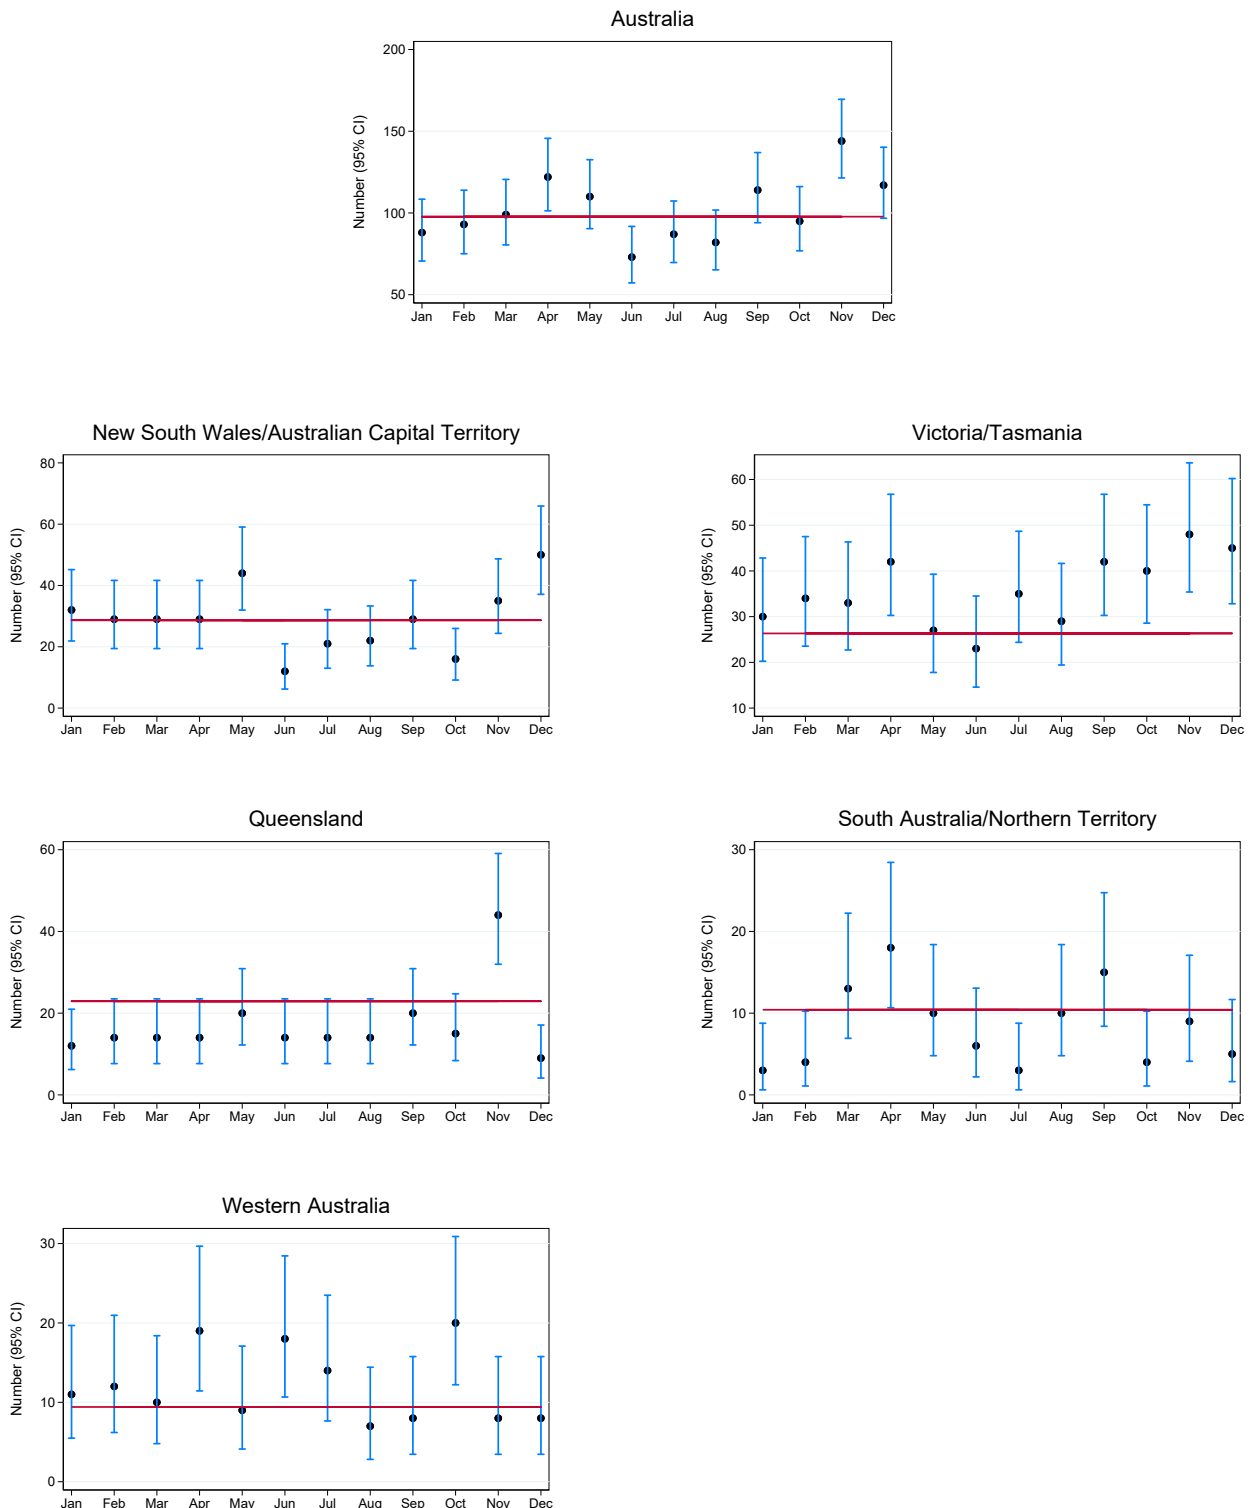 Australia
Number (95% CI)
200
150
100
50
Jan Feb Mar Apr May Jun Jul Aug Sep Oct Nov Dec
New South Wales/Australian Capital Territory
Number (95% CI)
80
60
40
20
0
Jan Feb Mar Apr May Jun Jul Aug Sep Oct Nov Dec
Victoria/Tasmania
Number (95% CI)
60
50
40
30
20
10
Jan Feb Mar Apr May Jun Jul Aug Sep Oct Nov Dec
Queensland
Number (95% CI)
60
40
20
0
Jan Feb Mar Apr May Jun Jul Aug Sep Oct Nov Dec
South Australia/Northern Territory
Number (95% CI)
30
20
10
0
Jan Feb Mar Apr May Jun Jul Aug Sep Oct Nov Dec
Western Australia
Number (95% CI)
30
20
10
0
Jan Feb Mar Apr May Jun Jul Aug Sep Oct Nov Dec